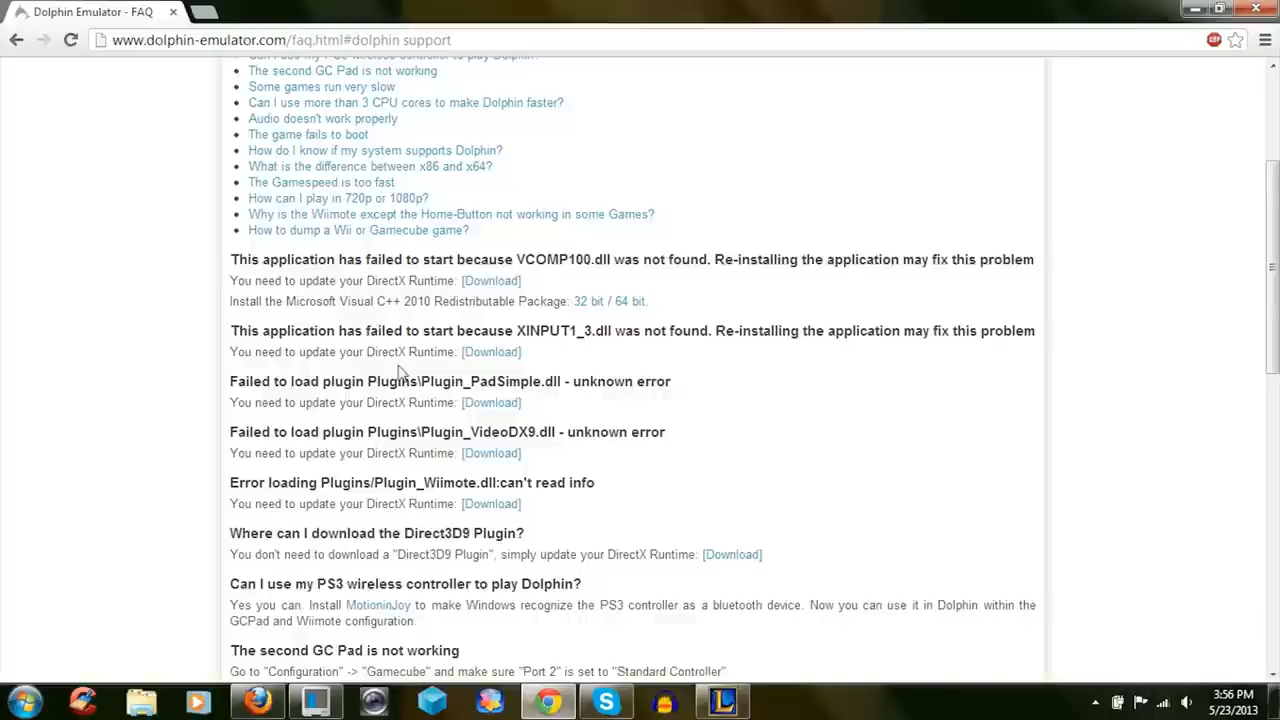 Dolphin Emulator - FAQ
www.dolphin-emulator.com/faq.html#dolphin support
Can I use my PS3 wireless controller to play Dolphin?
The second GC Pad is not working
Some games run very slow
Can I use more than 3 CPU cores to make Dolphin faster?
Audio doesn't work properly
The game fails to boot
How do I know if my system supports Dolphin?
What is the difference between x86 and x64?
The Gamespeed is too fast
How can I play in 720p or 1080p?
Why is the Wiimote except the Home-Button not working in some Games?
How to dump a Wii or Gamecube game?
This application has failed to start because VCOMP100.dll was not found. Re-installing the application may fix this problem
You need to update your DirectX Runtime: [Download]
Install the Microsoft Visual C++ 2010 Redistributable Package: 32 bit / 64 bit.
This application has failed to start because XINPUT1_3.dll was not found. Re-installing the application may fix this problem
You need to update your DirectX Runtime: [Download]
Failed to load plugin Plugins\Plugin_PadSimple.dll - unknown error
You need to update your DirectX Runtime: [Download]
Failed to load plugin Plugins\Plugin_VideoDX9.dll - unknown error
You need to update your DirectX Runtime: [Download]
Error loading Plugins/Plugin_Wiimote.dll:can't read info
You need to update your DirectX Runtime: [Download]
Where can I download the Direct3D9 Plugin?
You don't need to download a "Direct3D9 Plugin", simply update your DirectX Runtime: [Download]
Can I use my PS3 wireless controller to play Dolphin?
Yes you can. Install MotioninJoy to make Windows recognize the PS3 controller as a bluetooth device. Now you can use it in Dolphin within the
GCPad and Wiimote configuration.
The second GC Pad is not working
Go to "Configuration" -> "Gamecube" and make sure "Port 2" is set to "Standard Controller"
3:56 PM
5/23/2013